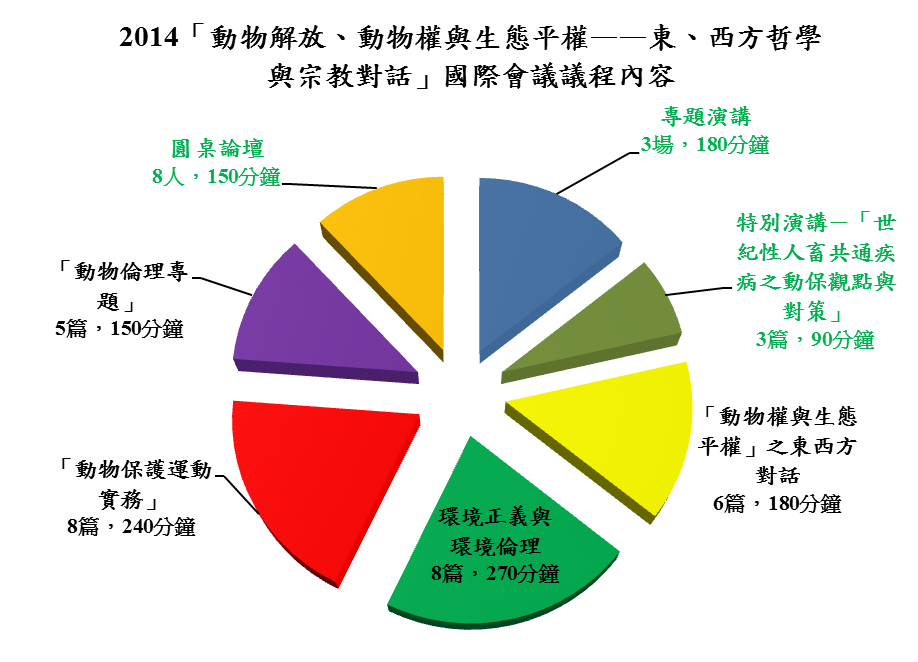 2014「動物解放、動物權與生態平權——東、西方哲學
與宗教對話」國際會議議程內容
專題演講
3場，180分鐘
特別演講－「世
紀性人畜共通疾
病之動保觀點與
對策」
3篇，90分鐘
「動物權與生態
平權」之東西方
對話
6篇，180分鐘
環境正義與
環境倫理
8篇，270分鐘
「動物保護運動
實務」
8篇，240分鐘
「動物倫理專
題」
5篇，150分鐘
圓桌論壇
8人，150分鐘